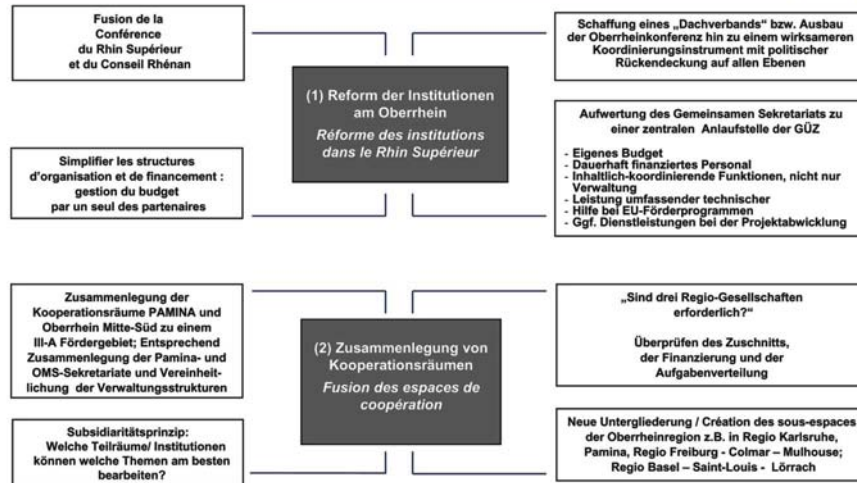 Fusion de la
Conférence
du Rhin Supérieur
et du Conseil Rhénan
Schaffung eines „Dachverbands“ bzw. Ausbau
der Oberrheinkonferenz hin zu einem wirksameren
Koordinierungsinstrument mit politischer
Rückendeckung auf allen Ebenen
(1) Reform der Institutionen
am Oberrhein
Réforme des institutions
dans le Rhin Supérieur
Simplifier les structures
d'organisation et de financement :
gestion du budget
par un seul des partenaires
Aufwertung des Gemeinsamen Sekretariats zu
einer zentralen Anlaufstelle der GÜZ
- Eigenes Budget
- Dauerhaft finanziertes Personal
- Inhaltlich-koordinierende Funktionen, nicht nur
Verwaltung
- Leistung umfassender technischer
- Hilfe bei EU-Förderprogrammen
- Ggf. Dienstleistungen bei der Projektabwicklung
Zusammenlegung der
Kooperationsräume PAMINA und
Oberrhein Mitte-Süd zu einem
III-A Fördergebiet; Entsprechend
Zusammenlegung der Pamina- und
OMS-Sekretariate und Vereinheit-
lichung der Verwaltungsstrukturen
„Sind drei Regio-Gesellschaften
erforderlich?“
Überprüfen des Zuschnitts,
der Finanzierung und der
Aufgabenverteilung
(2) Zusammenlegung von
Kooperationsräumen
Fusion des espaces de
coopération
Subsidiaritätsprinzip:
Welche Teilräume/ Institutionen
können welche Themen am besten
bearbeiten?
Neue Untergliederung / Création des sous-espaces
der Oberrheinregion z.B. in Regio Karlsruhe,
Pamina, Regio Freiburg - Colmar – Mulhouse;
Regio Basel – Saint-Louis - Lörrach